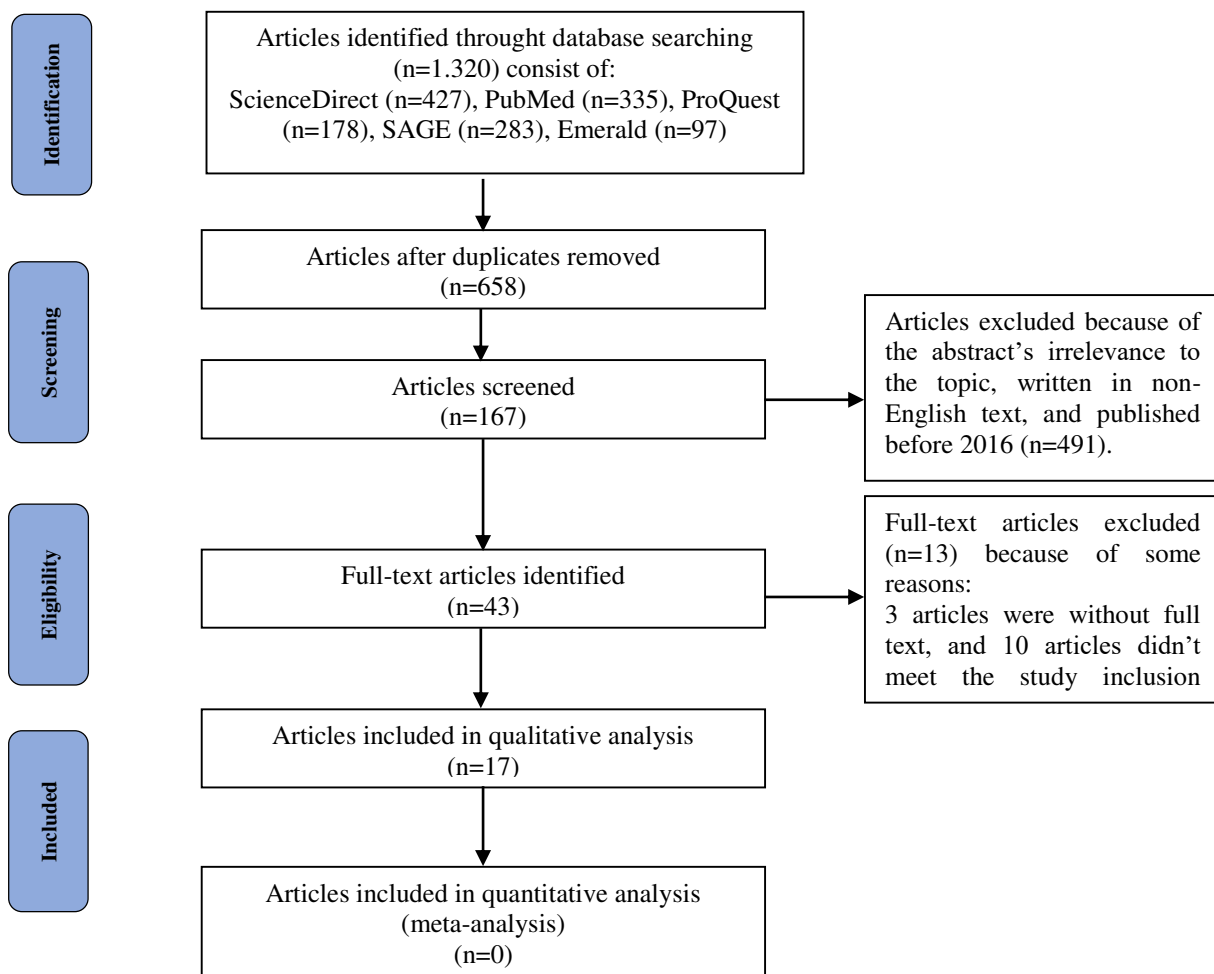 Identification
Articles identified throught database searching
(n=1.320) consist of:
ScienceDirect (n=427), PubMed (n=335), ProQuest
(n=178), SAGE (n=283), Emerald (n=97)
Screening
Articles after duplicates removed
(n=658)
Articles screened
(n=167)
Articles excluded because of
the abstract’s irrelevance to
the topic, written in non-
English text, and published
before 2016 (n=491).
Eligibility
Full-text articles identified
(n=43)
Full-text articles excluded
(n=13) because of some
reasons:
3 articles were without full
text, and 10 articles didn’t
meet the study inclusion
Included
Articles included in qualitative analysis
(n=17)
Articles included in quantitative analysis
(meta-analysis)
(n=0)